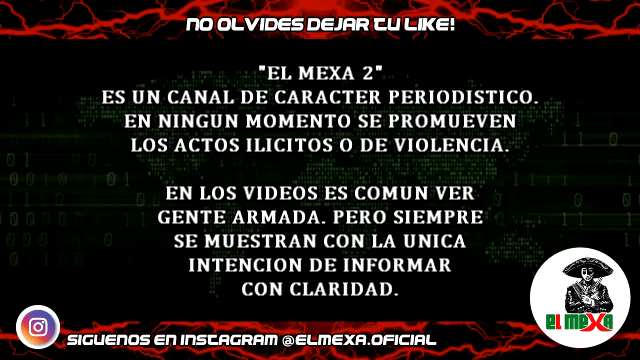 NO OLVIDES DEJAR TU LIKE!
"EL MEXA 2"
ES UN CANAL DE CARACTER PERIODISTICO.
EN NINGUN MOMENTO SE PROMUEVEN
LOS ACTOS ILICITOS O DE VIOLENCIA.
EN LOS VIDEOS ES COMUN VER
GENTE ARMADA. PERO SIEMPRE
SE MUESTRAN CON LA UNICA
INTENCION DE INFORMAR
CON CLARIDAD.
EL MEXA
SIGUENOS EN INSTAGRAM @ELMEXA.OFICIAL